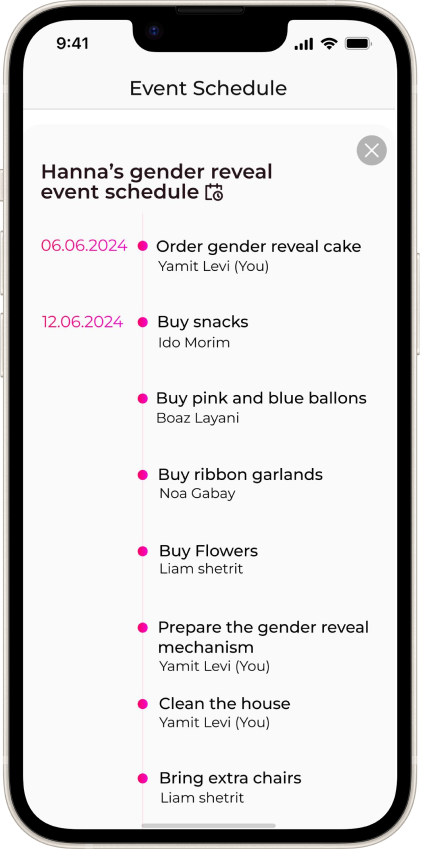 9:41
Event Schedule
Hanna’s gender reveal
event schedule
06.06.2024 Order gender reveal cake
Yamit Levi (You)
12.06.2024 Buy snacks
Ido Morim
Buy pink and blue ballons
Boaz Layani
Buy ribbon garlands
Noa Gabay
Buy Flowers
Liam shetrit
Prepare the gender reveal
mechanism
Yamit Levi (You)
Clean the house
Yamit Levi (You)
Bring extra chairs
Liam shetrit